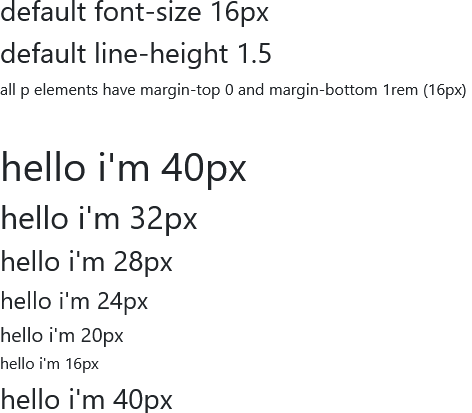 default font-size 16px
default line-height 1.5
all p elements have margin-top 0 and margin-bottom 1rem (16px)
hello i'm 40px
hello i'm 32px
hello i'm 28px
hello i'm 24px
hello i'm 20px
hello i'm 16px
hello i'm 40px